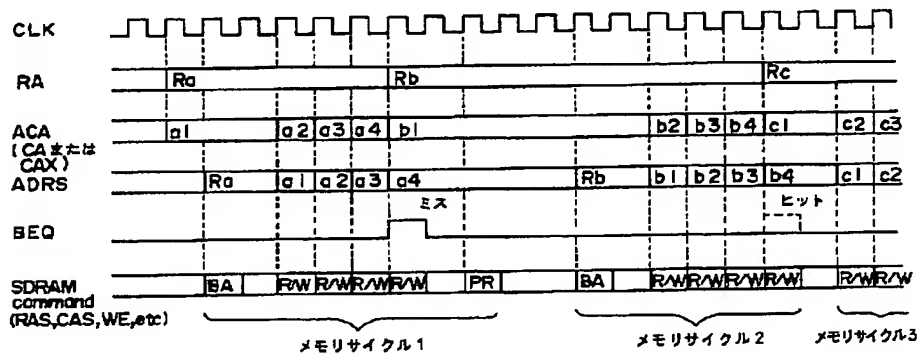 CLK
RA Ra Rb Rc
ACA a1 a2 a3 a4 b1 b2 b3 b4 c1 c2 c3
(CAまたは
CAX)
ADRS Ra a1 a2 a3 a4 Rb b1 b2 b3 b4 c1 c2
ミス ヒット
BEQ
SDRAM BA R/W R/W R/W R/W PR BA R/W R/W R/W R/W R/W R/W
command
(RAS,CAS,WE,etc)
メモリサイクル1 メモリサイクル2 メモリサイクル3